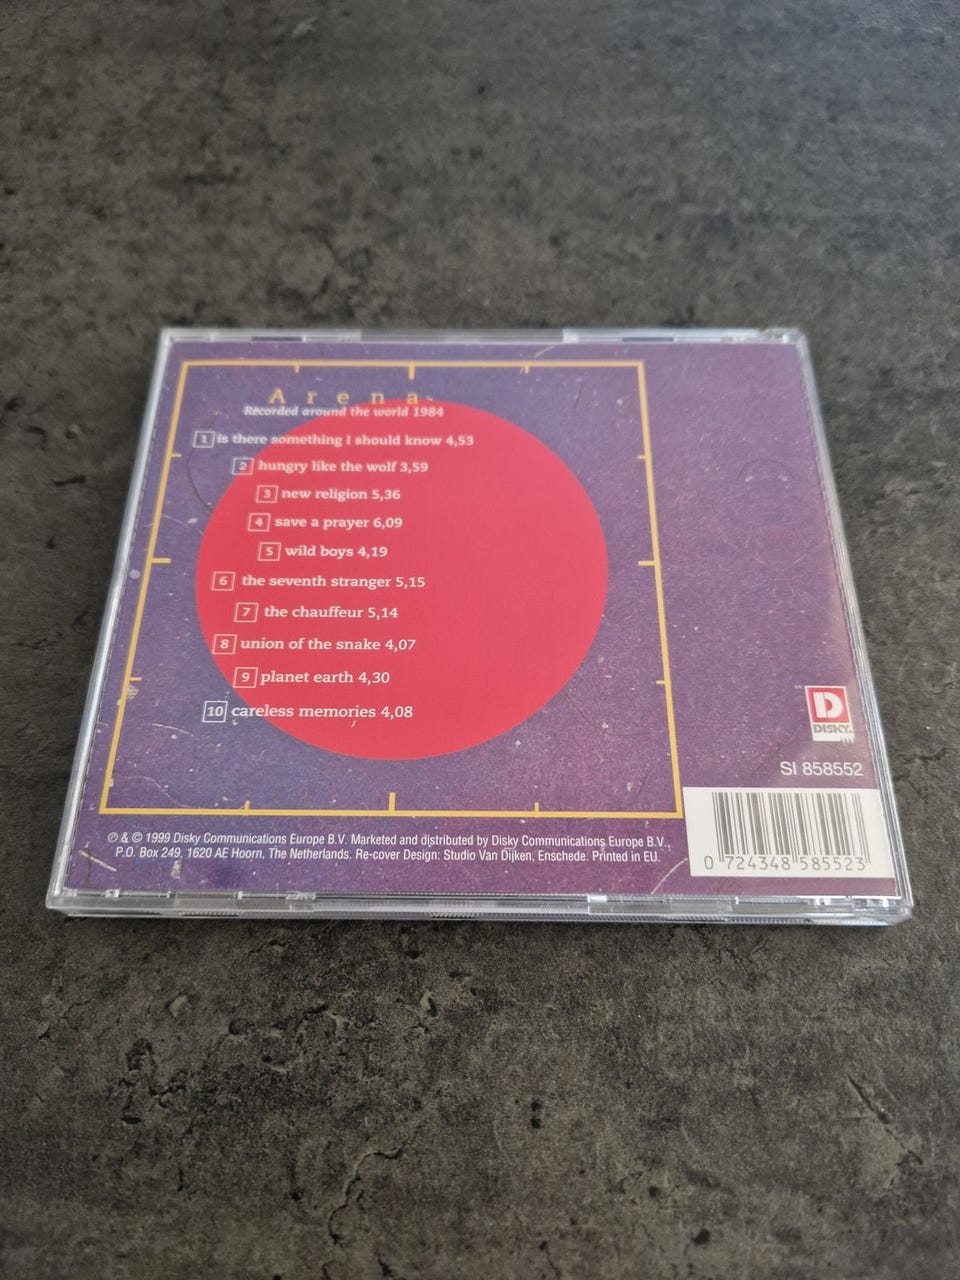 Arena
Recorded around the world 1984
1 is there something I should know 4,53
2 hungry like the wolf 3,59
3 new religion 5,36
4 save a prayer 6,09
5 wild boys 4,19
6 the seventh stranger 5,15
7 the chauffeur 5,14
8 union of the snake 4,07
9 planet earth 4,30
10 careless memories 4,08
D
DISKY.
SI 858552
℗ & © 1999 Disky Communications Europe B.V. Marketed and distributed by Disky Communications Europe B.V.,
P.O. Box 249, 1620 AE Hoorn, The Netherlands. Re-cover Design: Studio Van Dijken, Enschede. Printed in EU.
0 724348 585523